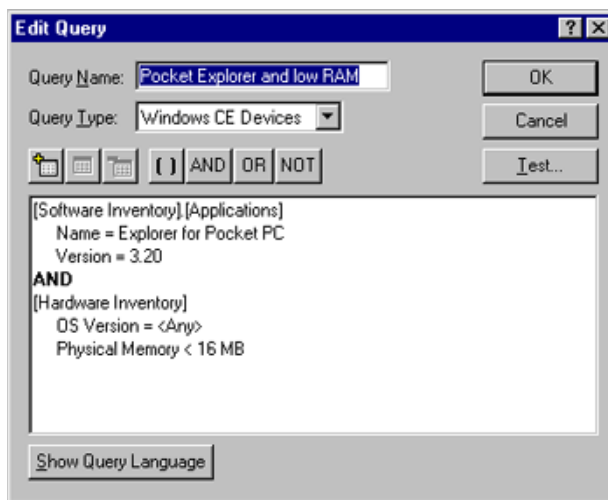 Edit Query
Query Name: Pocket Explorer and low RAM
OK
Query Type: Windows CE Devices
Cancel
( ) AND OR NOT
Test...
[Software Inventory].[Applications]
Name = Explorer for Pocket PC
Version = 3.20
AND
[Hardware Inventory]
OS Version = <Any>
Physical Memory < 16 MB
Show Query Language